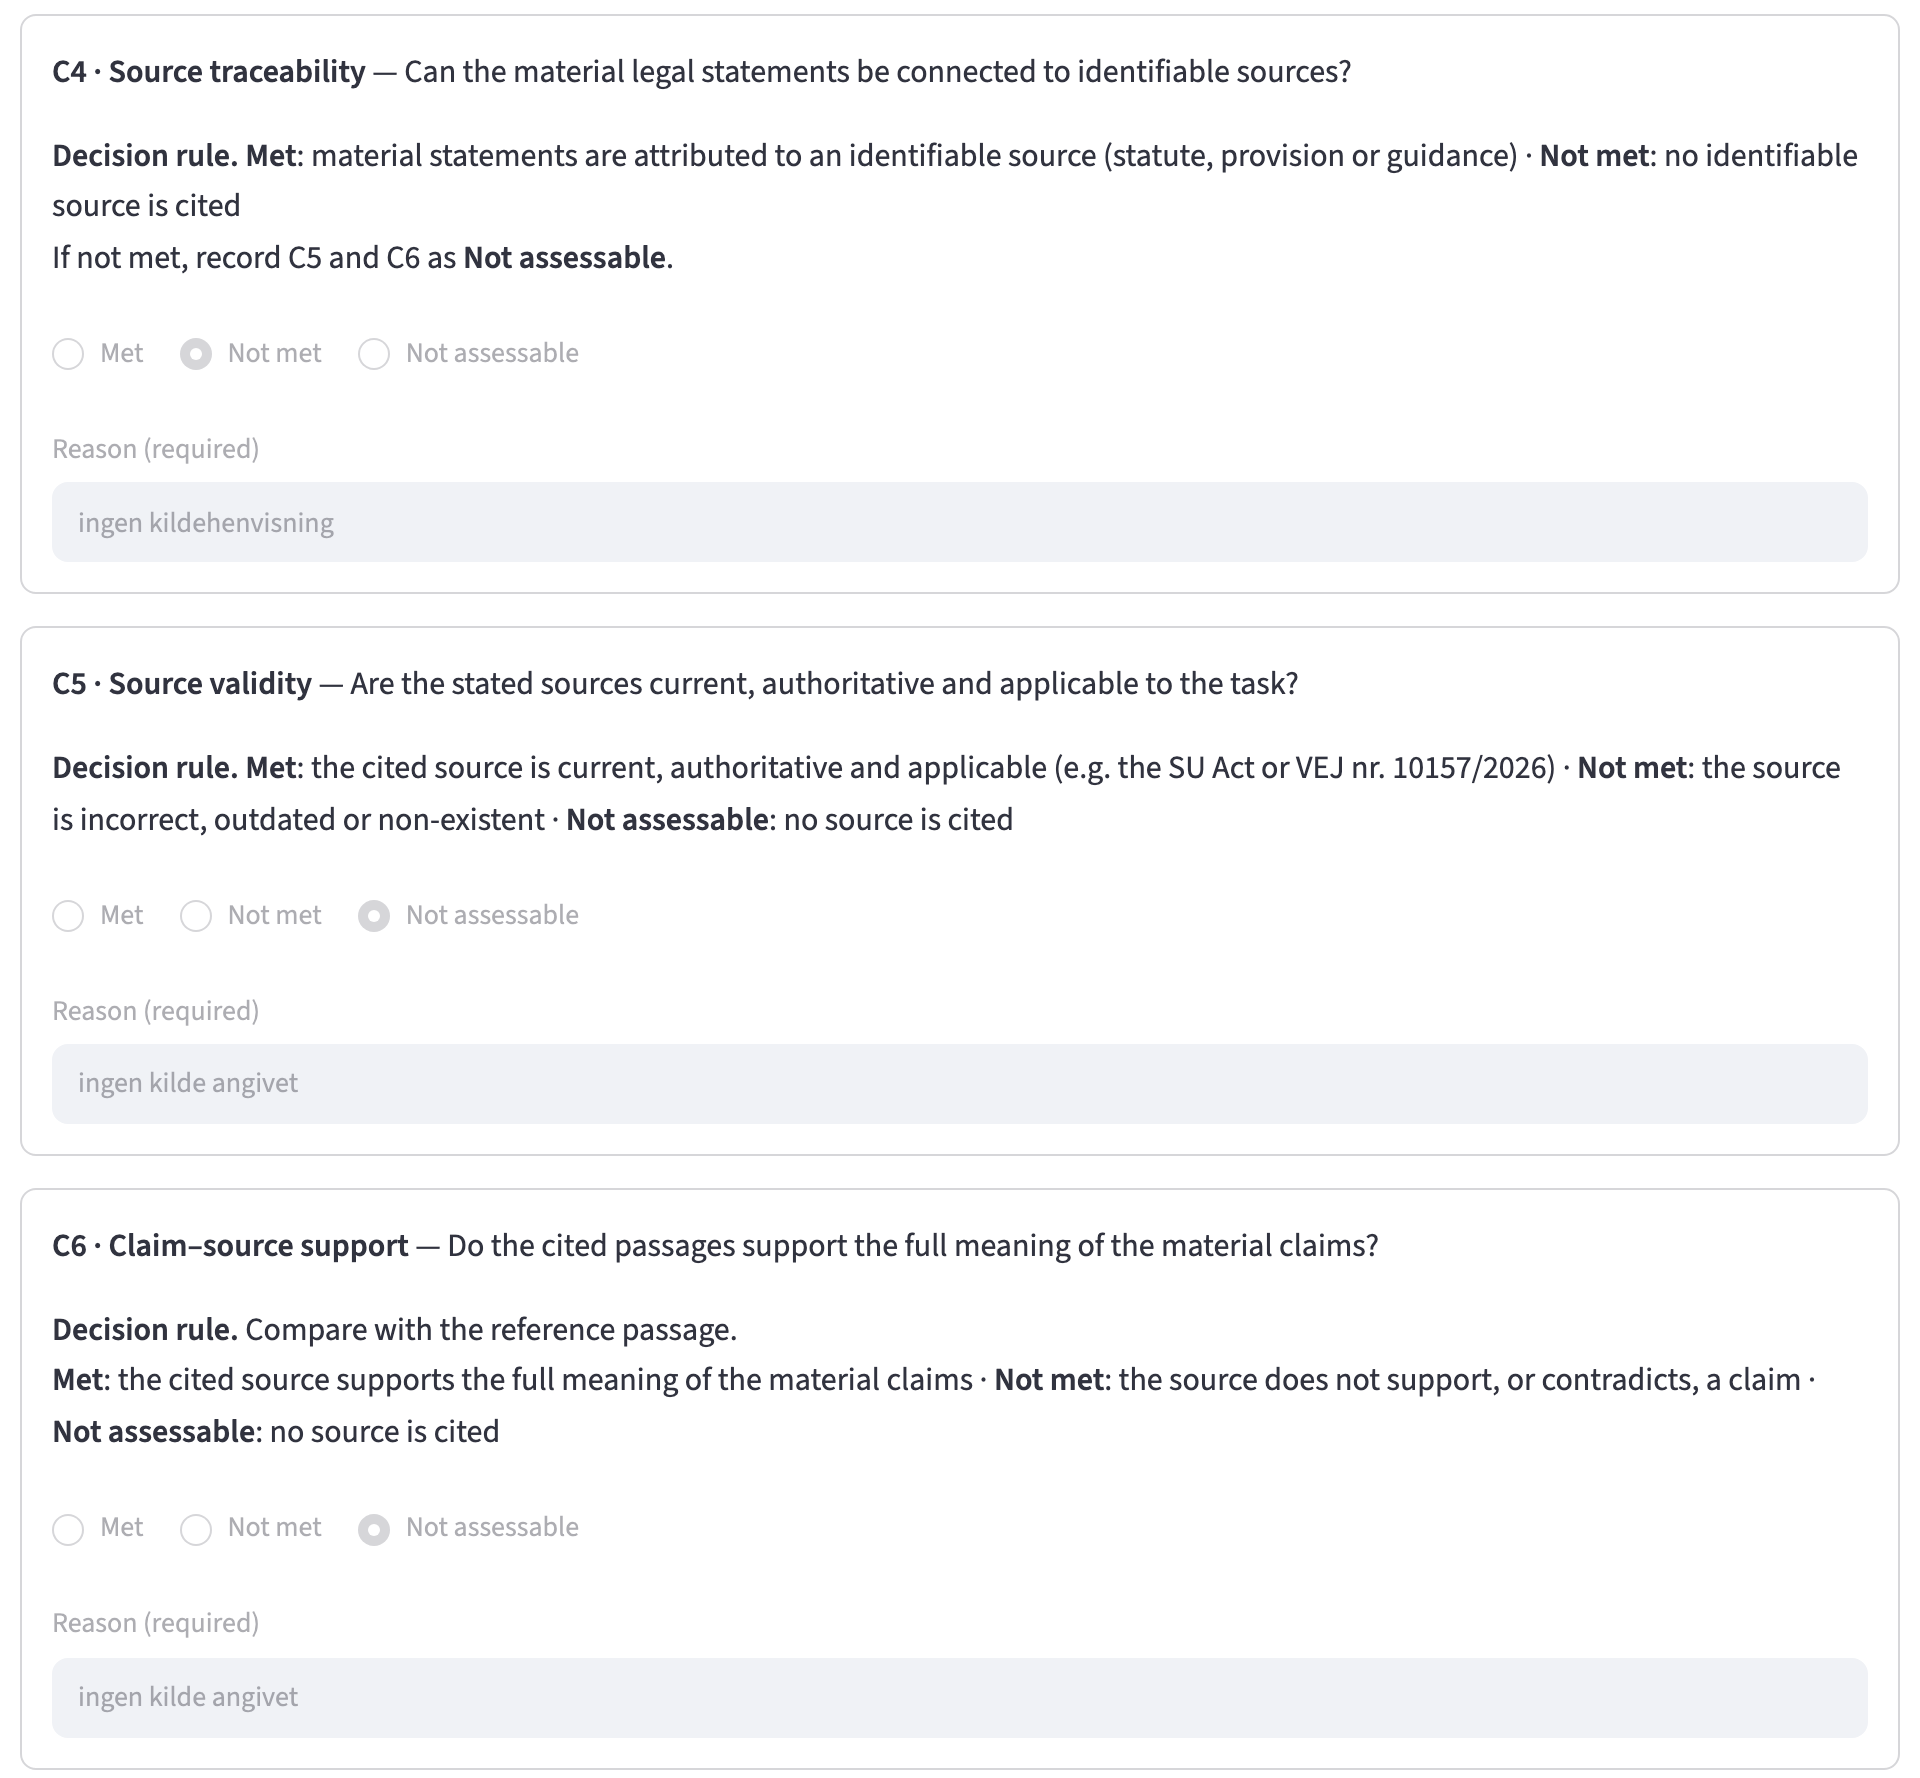 C4 · Source traceability — Can the material legal statements be connected to identifiable sources?
Decision rule. Met: material statements are attributed to an identifiable source (statute, provision or guidance) · Not met: no identifiable
source is cited
If not met, record C5 and C6 as Not assessable.
Met Not met Not assessable
Reason (required)
ingen kildehenvisning
C5 · Source validity — Are the stated sources current, authoritative and applicable to the task?
Decision rule. Met: the cited source is current, authoritative and applicable (e.g. the SU Act or VEJ nr. 10157/2026) · Not met: the source
is incorrect, outdated or non-existent · Not assessable: no source is cited
Met Not met Not assessable
Reason (required)
ingen kilde angivet
C6 · Claim–source support — Do the cited passages support the full meaning of the material claims?
Decision rule. Compare with the reference passage.
Met: the cited source supports the full meaning of the material claims · Not met: the source does not support, or contradicts, a claim ·
Not assessable: no source is cited
Met Not met Not assessable
Reason (required)
ingen kilde angivet